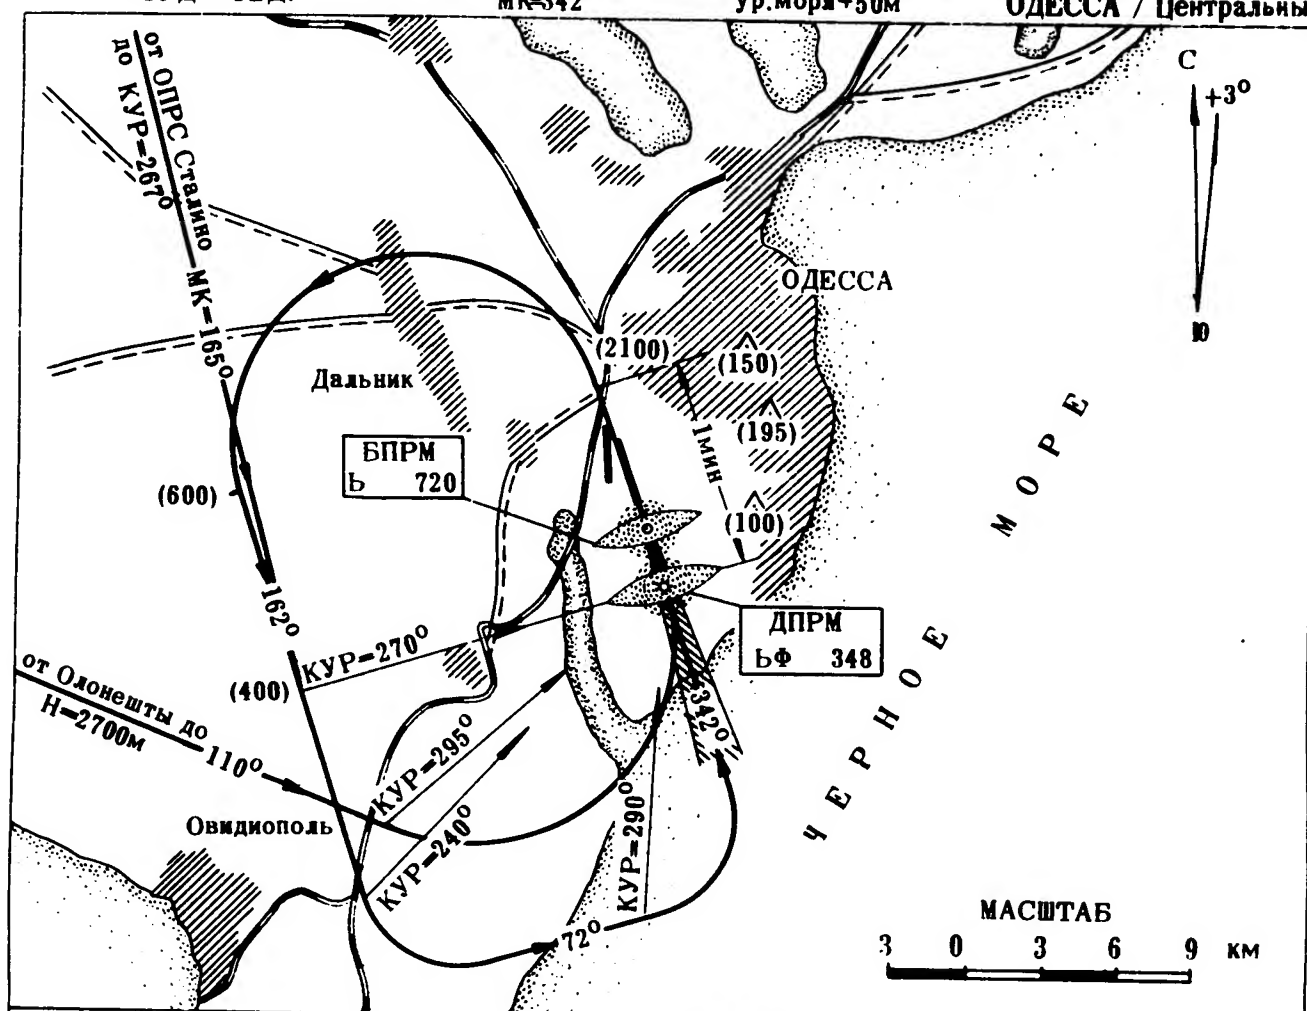 МК=342
ур.моря+50м
ОДЕССА / Центральны
от ОПРС Сталино МК=165°
до КУР=267°
С
+3°
Ю
ОДЕССА
(2100)
(150)
Дальник
(195)
1мин
БПРМ
Ь 720
(600)
(100)
МОРЕ
162°
ДПРМ
ЬФ 348
КУР=270°
(400)
от Олонешты до
Н=2700м
110°
342°
КУР=295°
КУР=240°
КУР=290°
ЧЕРНОЕ
Овидиополь
72°
МАСШТАБ
3 0 3 6 9 км